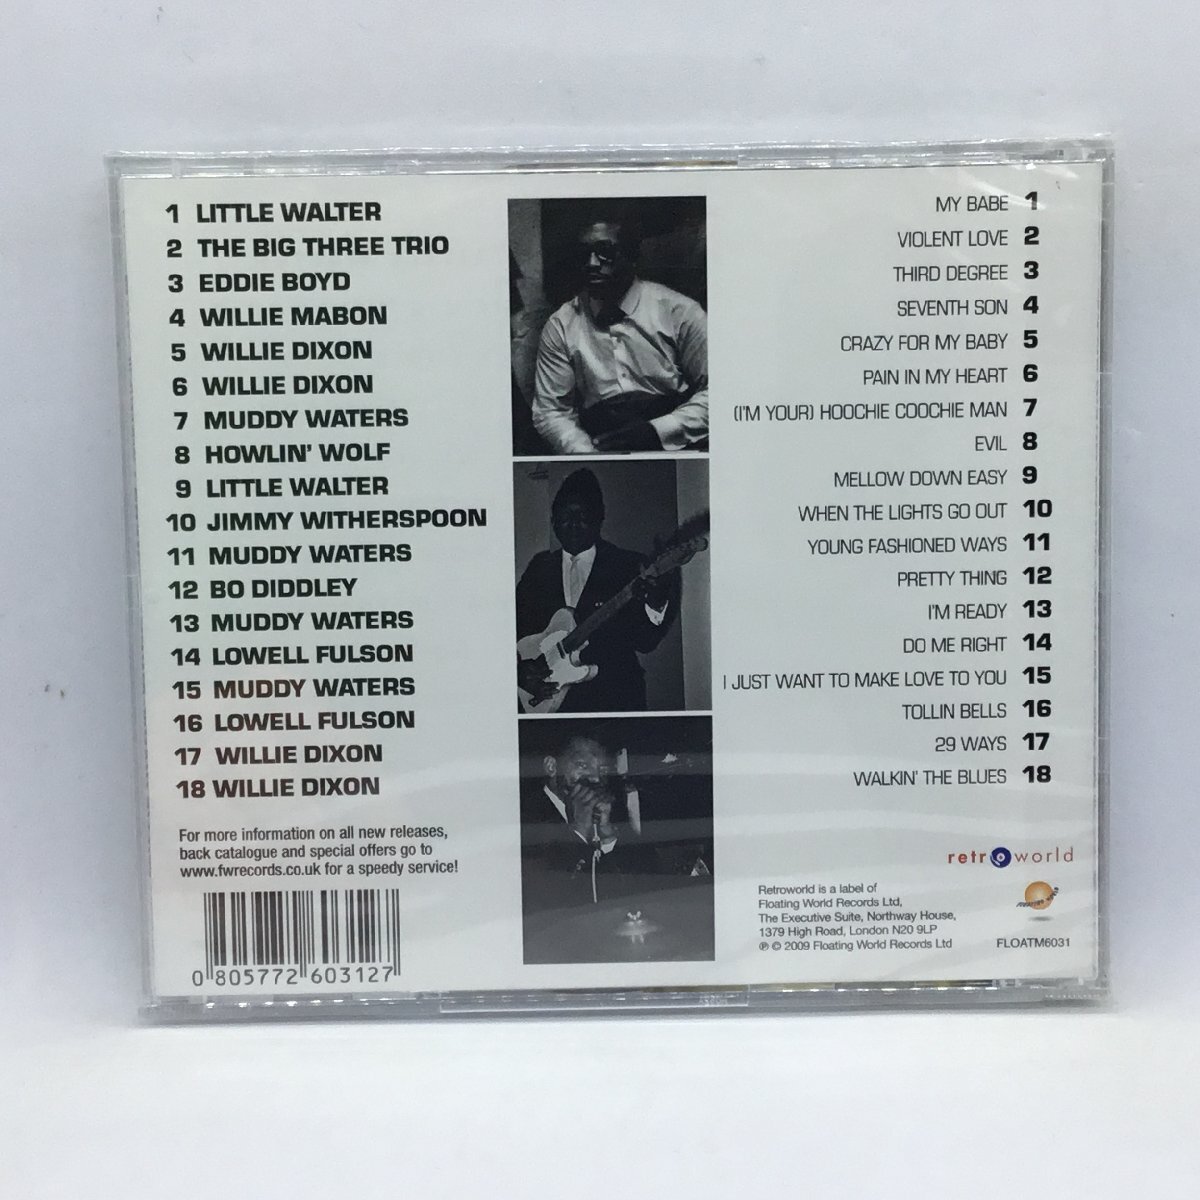 1 LITTLE WALTER
2 THE BIG THREE TRIO
3 EDDIE BOYD
4 WILLIE MABON
5 WILLIE DIXON
6 WILLIE DIXON
7 MUDDY WATERS
8 HOWLIN' WOLF
9 LITTLE WALTER
10 JIMMY WITHERSPOON
11 MUDDY WATERS
12 BO DIDDLEY
13 MUDDY WATERS
14 LOWELL FULSON
15 MUDDY WATERS
16 LOWELL FULSON
17 WILLIE DIXON
18 WILLIE DIXON
For more information on all new releases,
back catalogue and special offers go to
www.fwrecords.co.uk for a speedy service!
0 805772 603127
MY BABE 1
VIOLENT LOVE 2
THIRD DEGREE 3
SEVENTH SON 4
CRAZY FOR MY BABY 5
PAIN IN MY HEART 6
(I'M YOUR) HOOCHIE COOCHIE MAN 7
EVIL 8
MELLOW DOWN EASY 9
WHEN THE LIGHTS GO OUT 10
YOUNG FASHIONED WAYS 11
PRETTY THING 12
I'M READY 13
DO ME RIGHT 14
I JUST WANT TO MAKE LOVE TO YOU 15
TOLLIN BELLS 16
29 WAYS 17
WALKIN' THE BLUES 18
retroworld
Retroworld is a label of
Floating World Records Ltd,
The Executive Suite, Northway House,
1379 High Road, London N20 9LP
℗ © 2009 Floating World Records Ltd
FLOATM6031